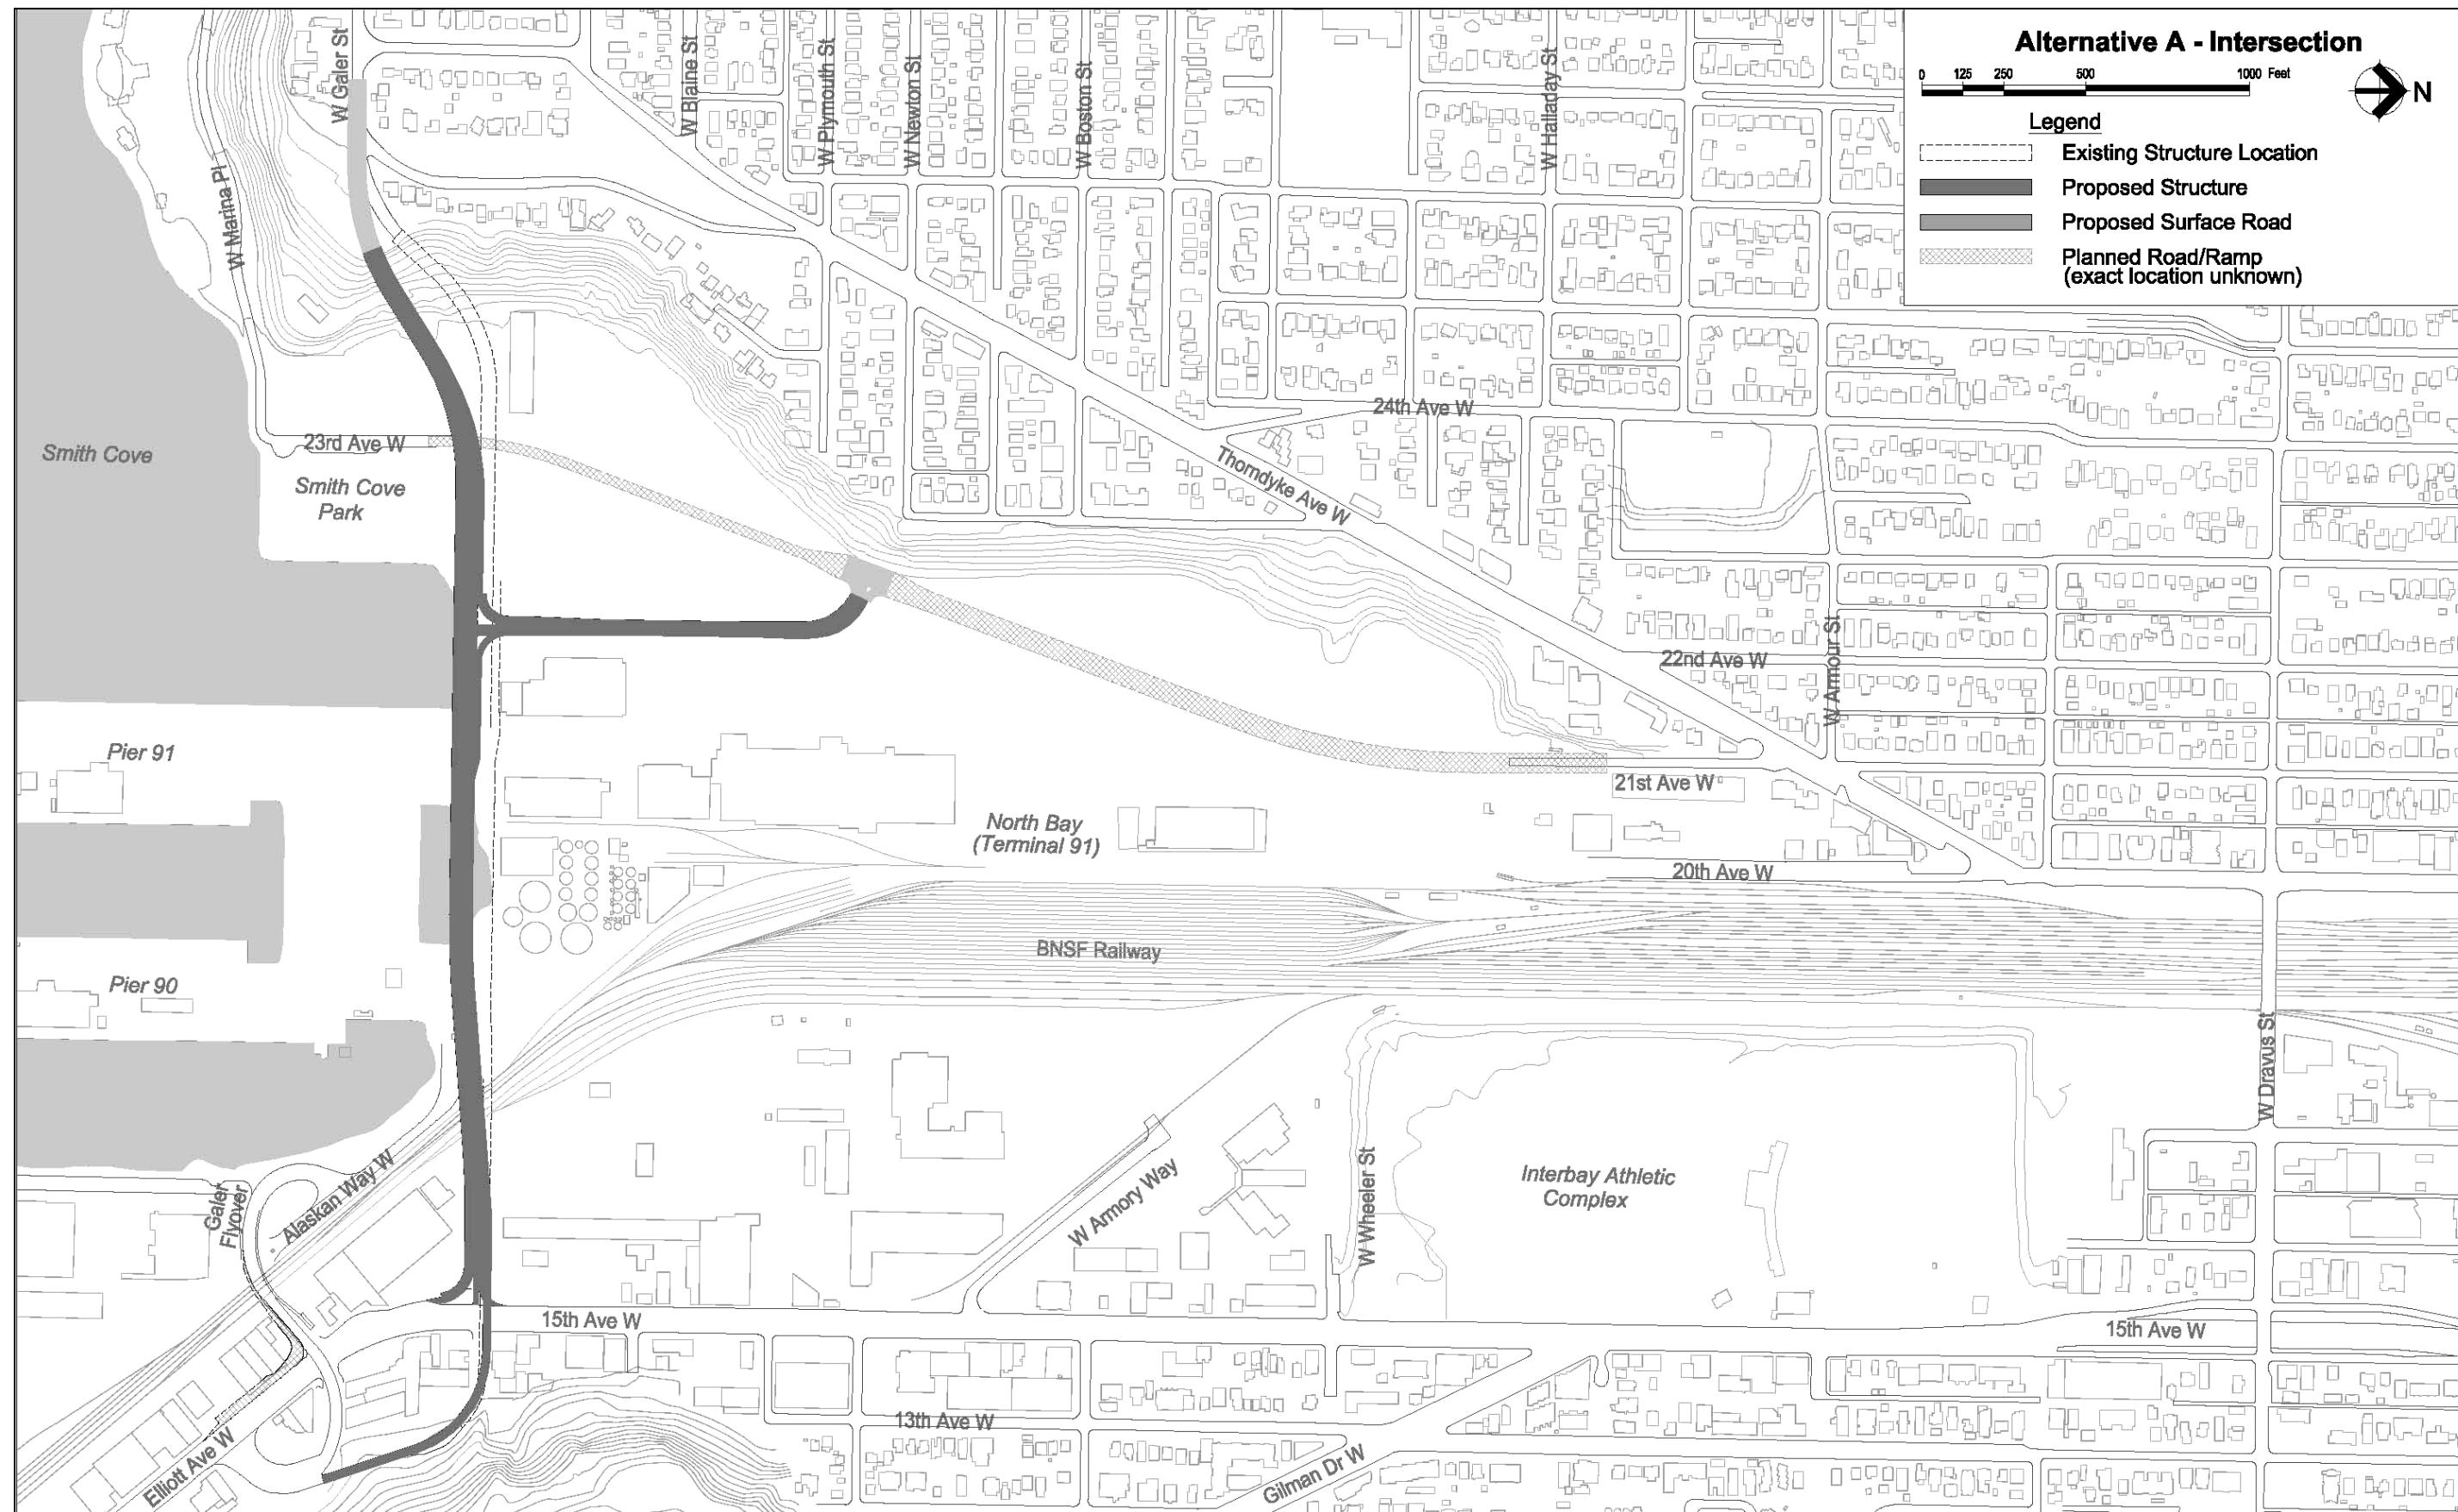 Alternative A - Intersection
0 125 250 500 1000 Feet
N
Legend
Existing Structure Location
Proposed Structure
Proposed Surface Road
Planned Road/Ramp
(exact location unknown)
W Galer St
W Blaine St
W Plymouth St
W Newton St
W Boston St
W Halladay St
W Marina Pl
24th Ave W
23rd Ave W
Smith Cove
Smith Cove
Park
Thorndyke Ave W
22nd Ave W
W Armour St
Pier 91
21st Ave W
North Bay
(Terminal 91)
20th Ave W
BNSF Railway
Pier 90
W Dravus St
Galer
Flyover
Alaskan Way W
W Armory Way
W Wheeler St
Interbay Athletic
Complex
15th Ave W
15th Ave W
13th Ave W
Elliott Ave W
Gilman Dr W